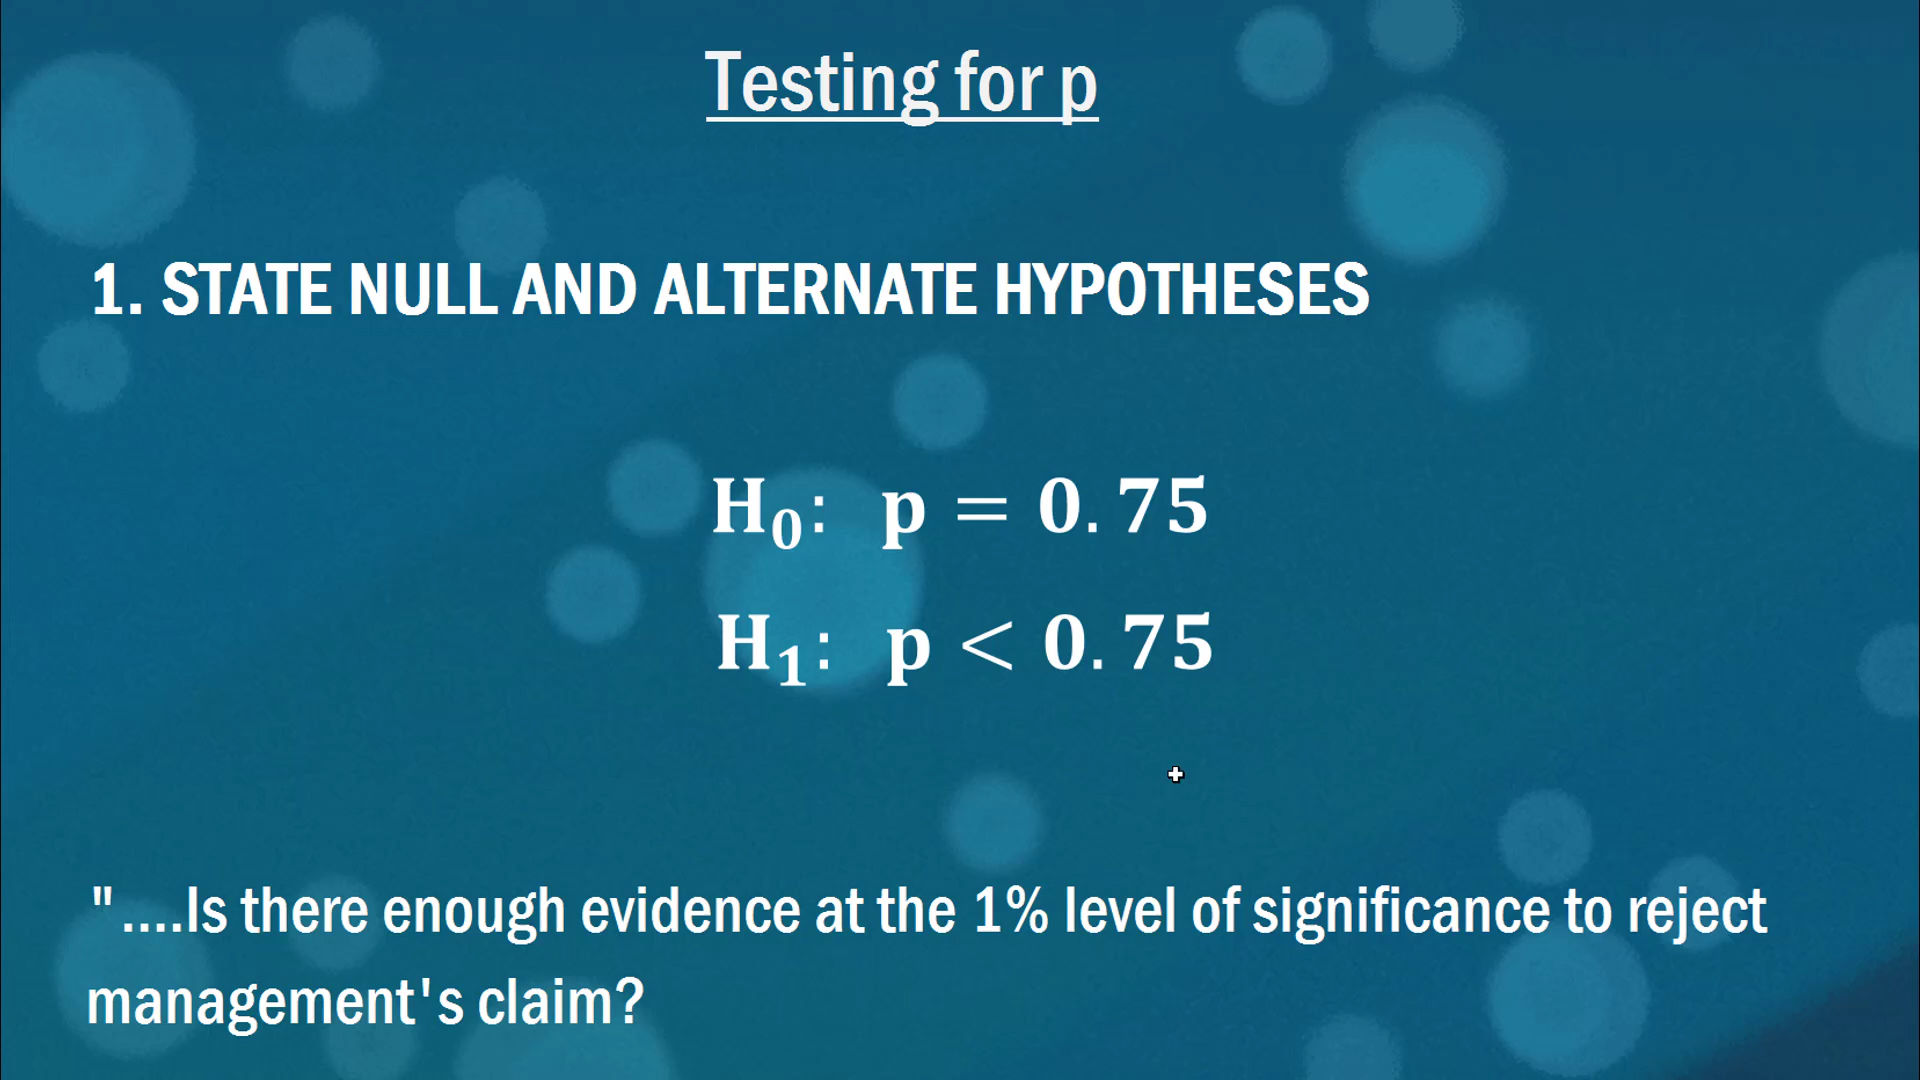 Testing for p
1. STATE NULL AND ALTERNATE HYPOTHESES
H₀: p = 0.75
H₁: p < 0.75
"....Is there enough evidence at the 1% level of significance to reject
management's claim?